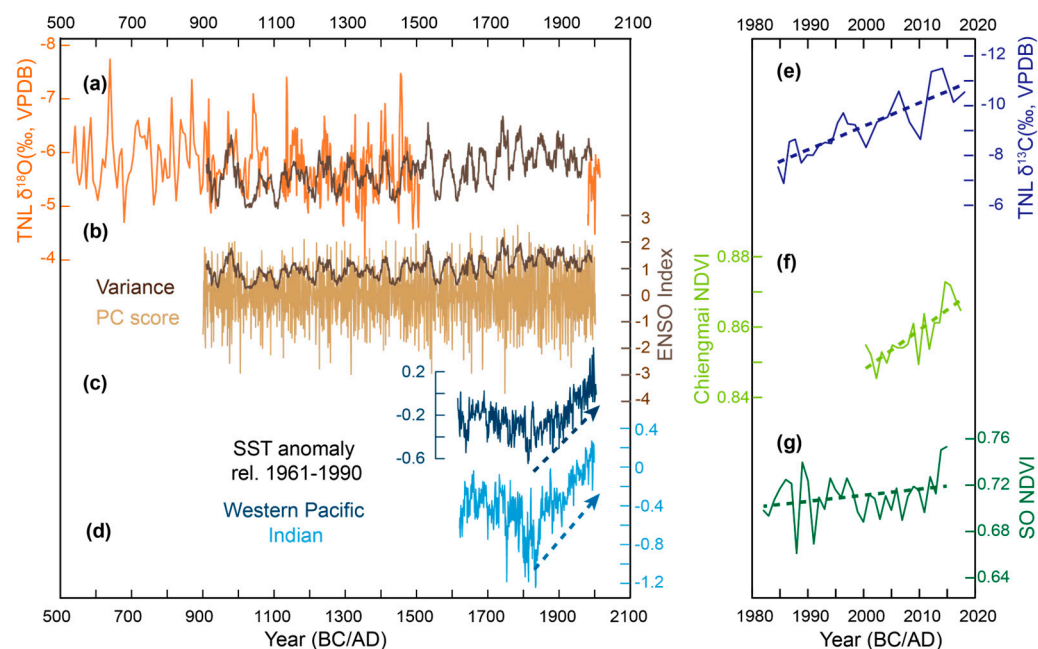 500 700 900 1100 1300 1500 1700 1900 2100
1982 1990 2000 2010 2020
-8
-7
-6
-5
-4
TNL δ18O(‰, VPDB)
(a)
(b)
Variance
PC score
3
2
1
0
-1
-2
-3
-4
ENSO Index
(c)
0.2
-0.2
-0.6
SST anomaly
rel. 1961-1990
Western Pacific
Indian
(d)
0.4
0
-0.4
-0.8
-1.2
500 700 900 1100 1300 1500 1700 1900 2100
Year (BC/AD)
(e)
-12
-10
-8
-6
TNL δ13C(‰, VPDB)
(f)
0.88
0.86
0.84
Chiengmai NDVI
(g)
0.76
0.72
0.68
0.64
SO NDVI
1982 1990 2000 2010 2020
Year (BC/AD)